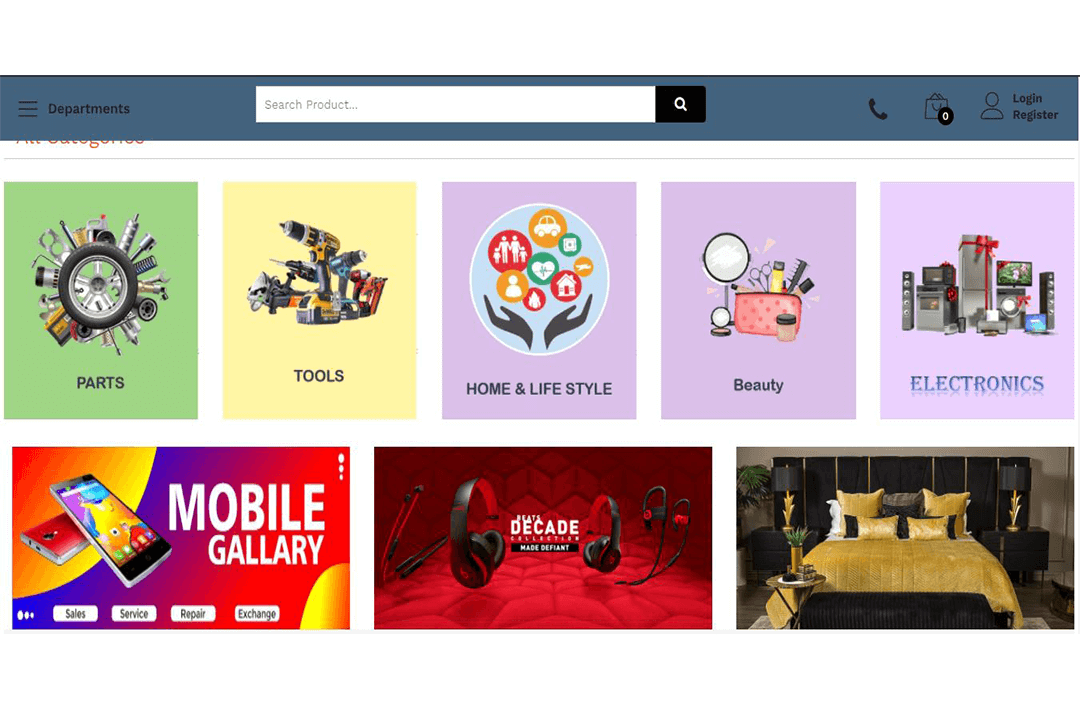 Departments
Search Product...
0
Login
Register
All Categories
PARTS
TOOLS
HOME & LIFE STYLE
Beauty
ELECTRONICS
MOBILE
GALLARY
Sales
Service
Repair
Exchange
BEATS
DECADE
COLLECTION
MADE DEFIANT